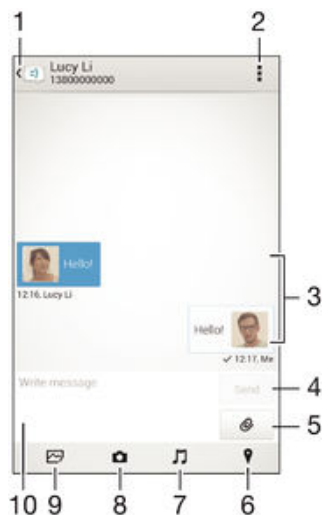 1
2
Lucy Li
13800000000
Hello!
12:16, Lucy Li
3
Hello!
12:17, Me
Write message
Send
4
5
10
9
8
7
6